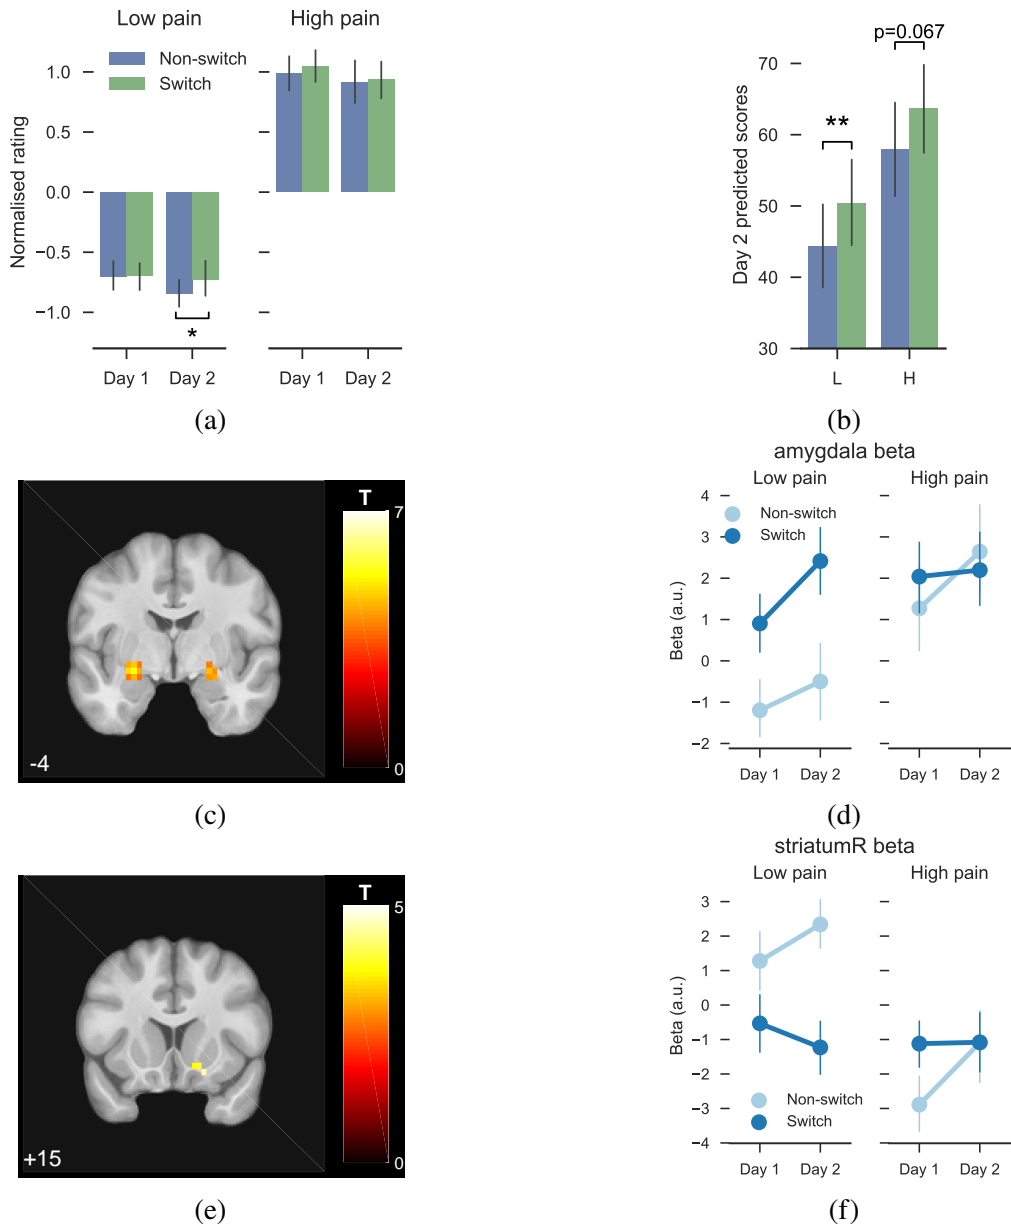 Low pain
High pain
Non-switch
Switch
1.0
0.5
0.0
−0.5
−1.0
Normalised rating
*
Day 1
Day 2
Day 1
Day 2
(a)
p=0.067
**
70
60
50
40
30
Day 2 predicted scores
L
H
(b)
T
7
0
-4
(c)
amygdala beta
Low pain
High pain
Non-switch
Switch
4
3
2
1
0
−1
−2
Beta (a.u.)
Day 1
Day 2
Day 1
Day 2
(d)
T
5
0
+15
(e)
striatumR beta
Low pain
High pain
3
2
1
0
−1
−2
−3
−4
Beta (a.u.)
Non-switch
Switch
Day 1
Day 2
Day 1
Day 2
(f)